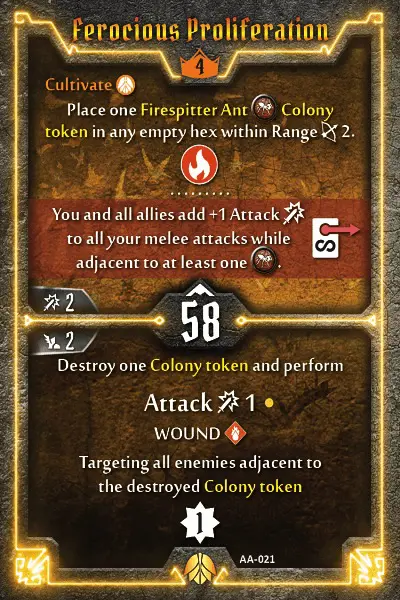 Ferocious Proliferation
4
Cultivate
Place one Firespitter Ant Colony
token in any empty hex within Range 2.
You and all allies add +1 Attack
to all your melee attacks while
adjacent to at least one .
2
58
2
Destroy one Colony token and perform
Attack 1
WOUND
Targeting all enemies adjacent to
the destroyed Colony token
1
AA-021